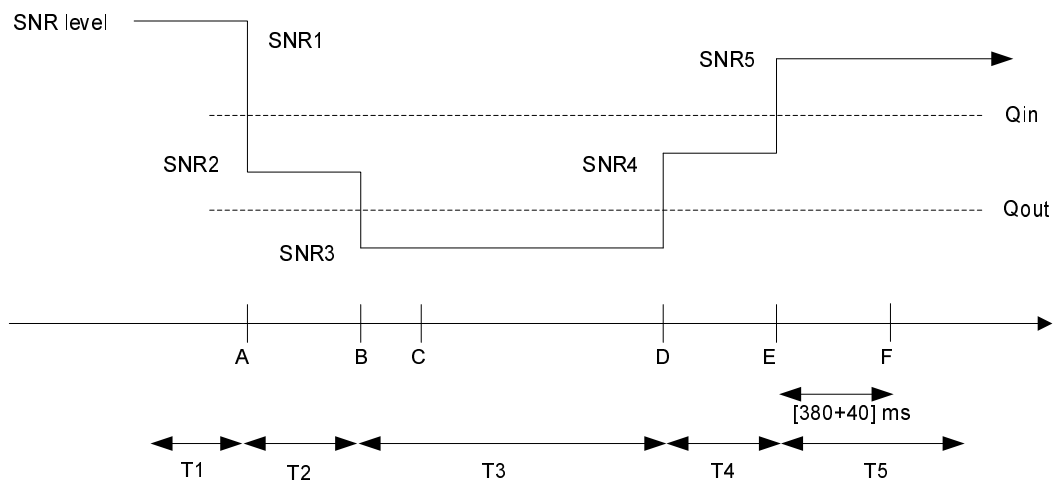 SNR level
SNR1
SNR5
Qin
SNR2
SNR4
Qout
SNR3
A B C D E F
[380+40] ms
T1 T2 T3 T4 T5